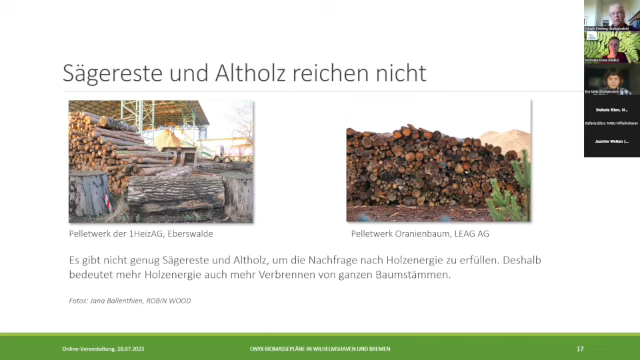 Sägereste und Altholz reichen nicht
Pelletwerk der 1HeizAG, Eberswalde
Pelletwerk Oranienbaum, LEAG AG
Es gibt nicht genug Sägereste und Altholz, um die Nachfrage nach Holzenergie zu erfüllen. Deshalb
bedeutet mehr Holzenergie auch mehr Verbrennen von ganzen Baumstämmen.
Fotos: Jana Ballenthien, ROBIN WOOD
Online-Veranstaltung, 26.07.2023
ONYX BIOMASSEPLÄNE IN WILHELMSHAVEN UND BREMEN
17